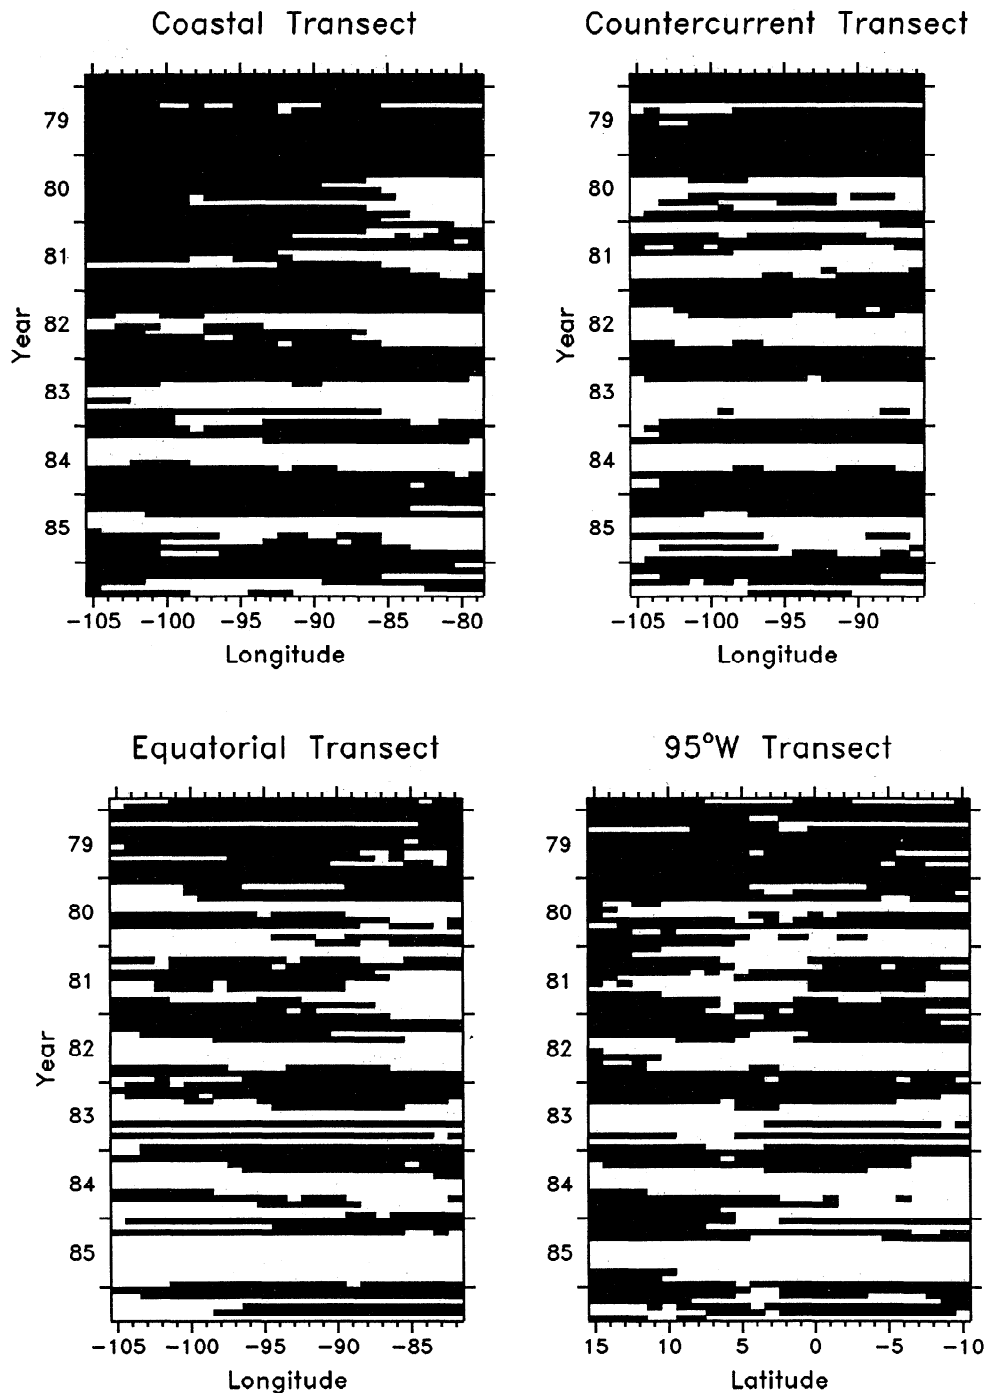 Coastal Transect
Countercurrent Transect
79
80
81
82
83
84
85
Year
-105 -100 -95 -90 -85 -80
Longitude
79
80
81
82
83
84
85
Year
-105 -100 -95 -90
Longitude
Equatorial Transect
95°W Transect
79
80
81
82
83
84
85
Year
-105 -100 -95 -90 -85
Longitude
79
80
81
82
83
84
85
15 10 5 0 -5 -10
Latitude